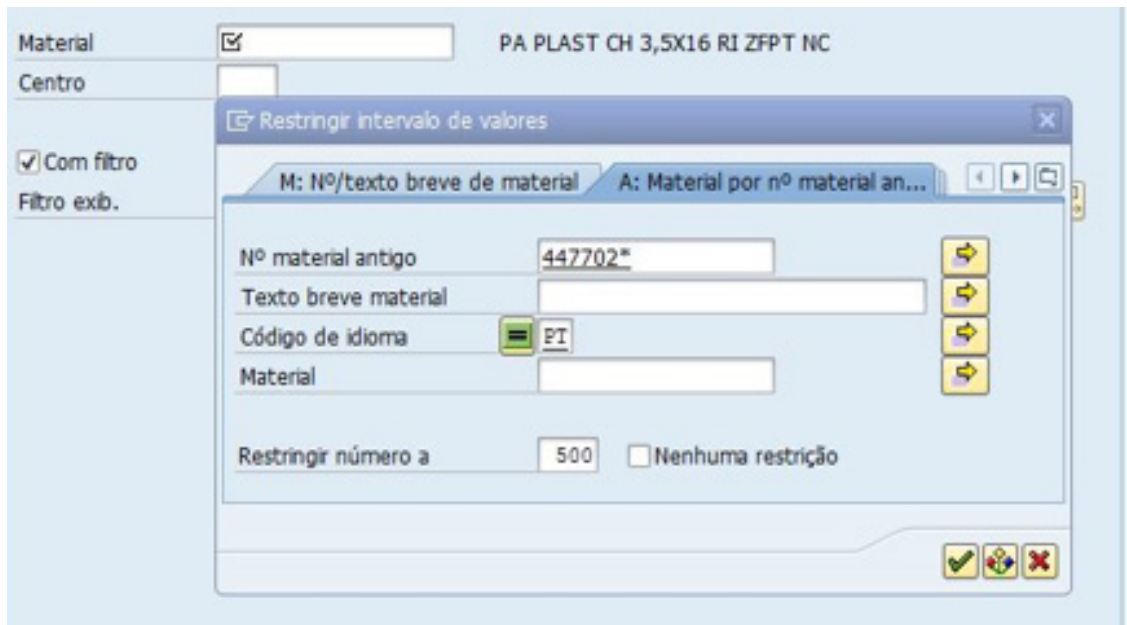 Material PA PLAST CH 3,5X16 RI ZFPT NC
Centro
Restringir intervalo de valores
Com filtro
M: Nº/texto breve de material A: Material por nº material an...
Filtro exib.
Nº material antigo 447702*
Texto breve material
Código de idioma = PT
Material
Restringir número a 500 Nenhuma restrição